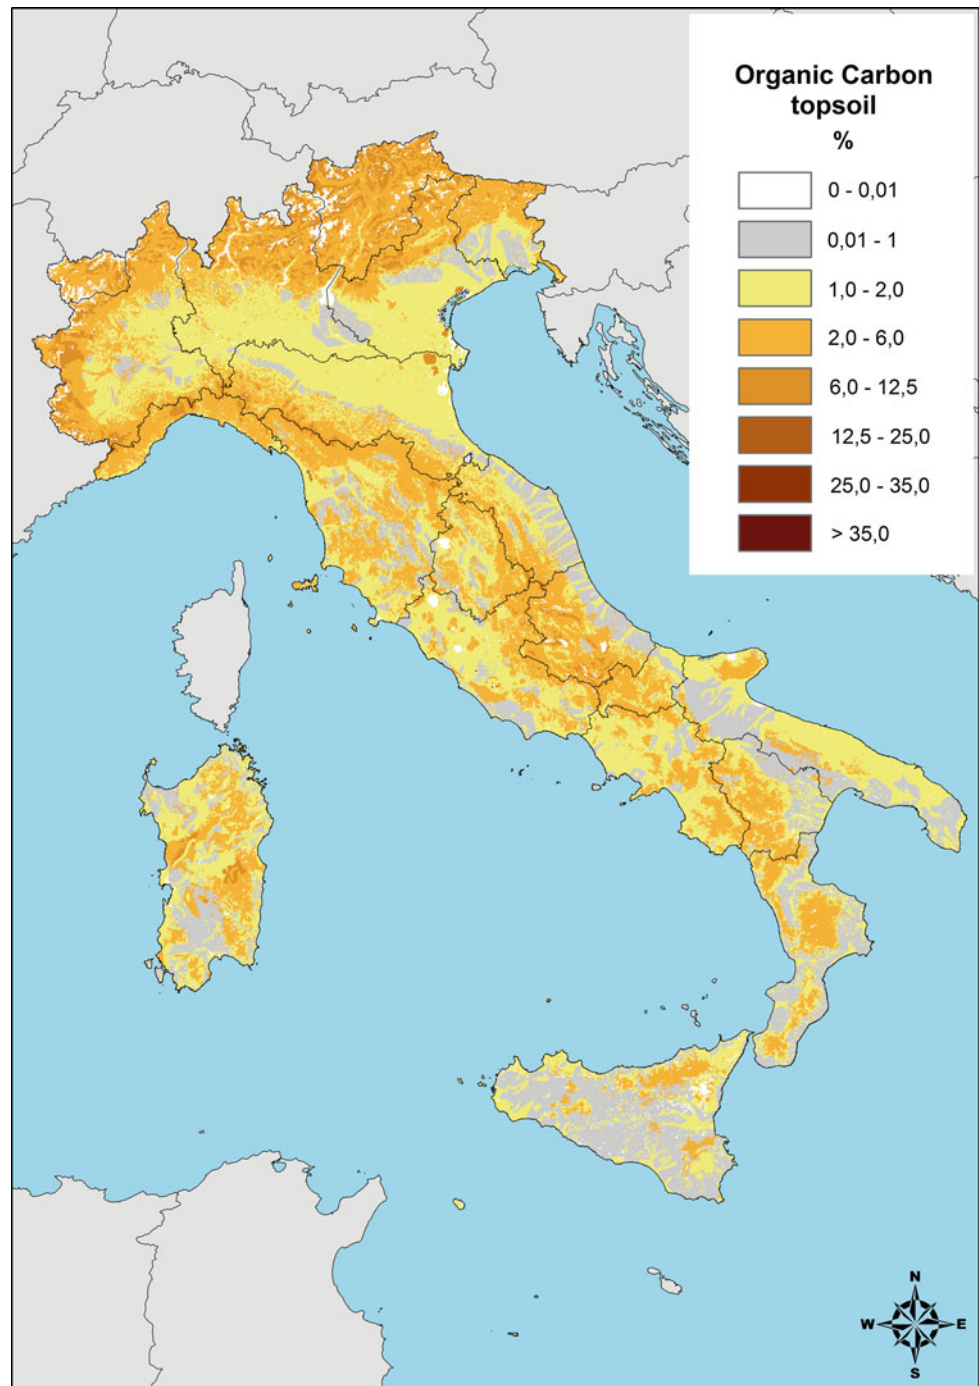 Organic Carbon
topsoil
%
0 - 0,01
0,01 - 1
1,0 - 2,0
2,0 - 6,0
6,0 - 12,5
12,5 - 25,0
25,0 - 35,0
> 35,0
N
W E
S